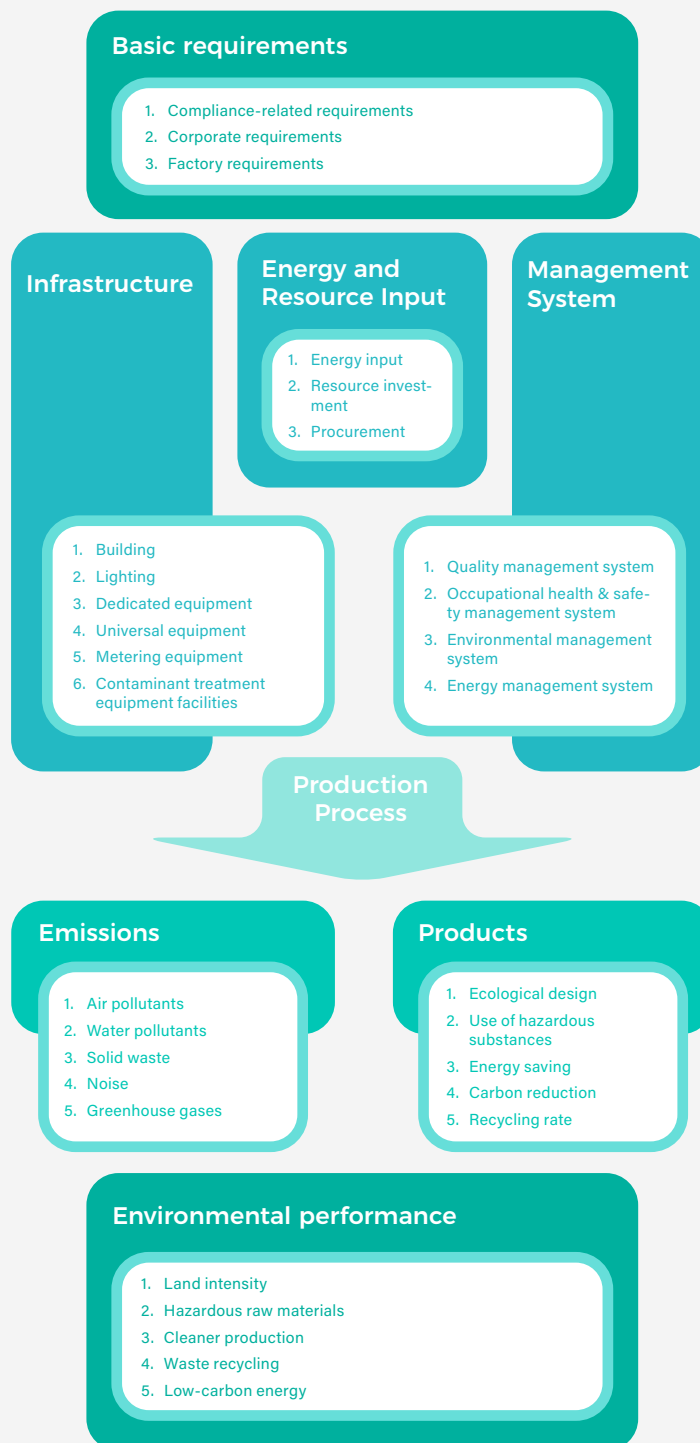 Basic requirements
1. Compliance-related requirements
2. Corporate requirements
3. Factory requirements
Infrastructure
1. Building
2. Lighting
3. Dedicated equipment
4. Universal equipment
5. Metering equipment
6. Contaminant treatment
equipment facilities
Energy and
Resource Input
1. Energy input
2. Resource invest-
ment
3. Procurement
Management
System
1. Quality management system
2. Occupational health & safe-
ty management system
3. Environmental management
system
4. Energy management system
Production
Process
Emissions
1. Air pollutants
2. Water pollutants
3. Solid waste
4. Noise
5. Greenhouse gases
Products
1. Ecological design
2. Use of hazardous
substances
3. Energy saving
4. Carbon reduction
5. Recycling rate
Environmental performance
1. Land intensity
2. Hazardous raw materials
3. Cleaner production
4. Waste recycling
5. Low-carbon energy